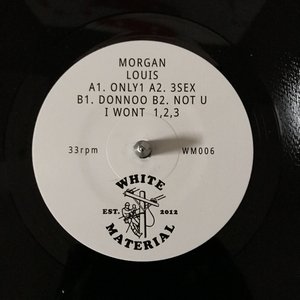 MORGAN
LOUIS
A1. ONLY1 A2. 3SEX
B1. DONNOO B2. NOT U
I WONT 1,2,3
33rpm
WM006
WHITE
EST. 2012
MATERIAL